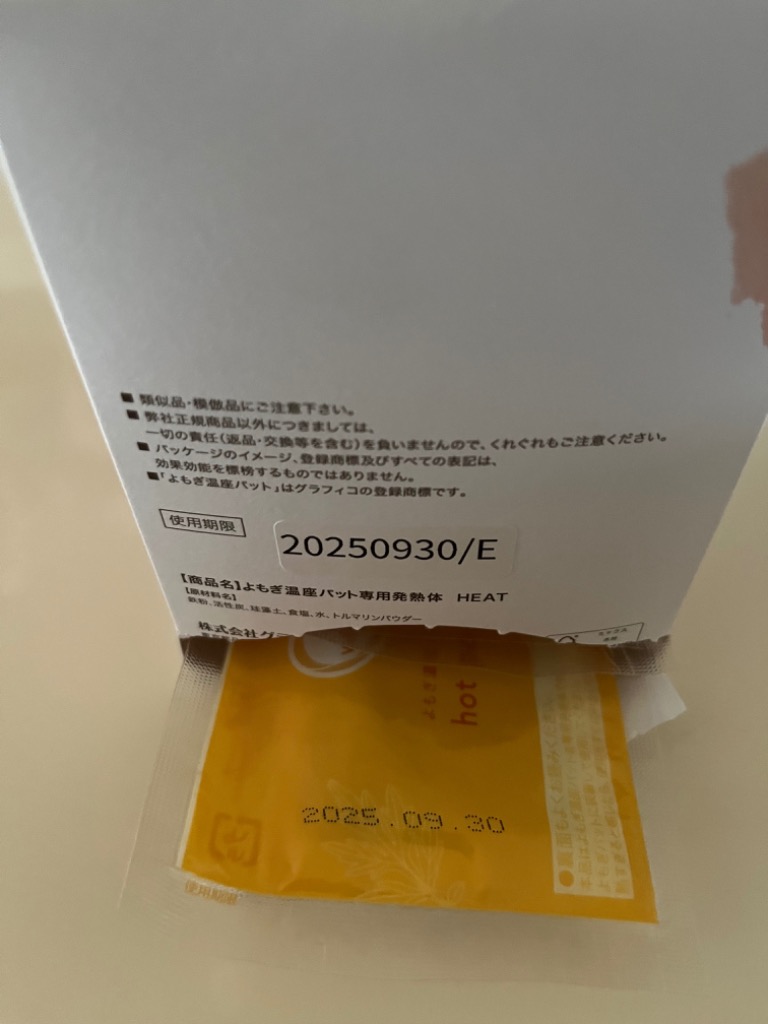 ■ 類似品・模倣品にご注意下さい。
■ 弊社正規商品以外につきましては、
一切の責任(返品・交換等を含む)を負いませんので、くれぐれもご注意ください。
■ パッケージのイメージ、登録商標及びすべての表記は、
効果効能を標榜するものではありません。
■「よもぎ温座パット」はグラフィコの登録商標です。
使用期限
20250930/E
【商品名】よもぎ温座パット専用発熱体 HEAT
【原材料名】
鉄粉、活性炭、珪藻土、食塩、水、トルマリンパウダー
株式会社グラ
よもぎ温
hot
2025.09.30
使用期限